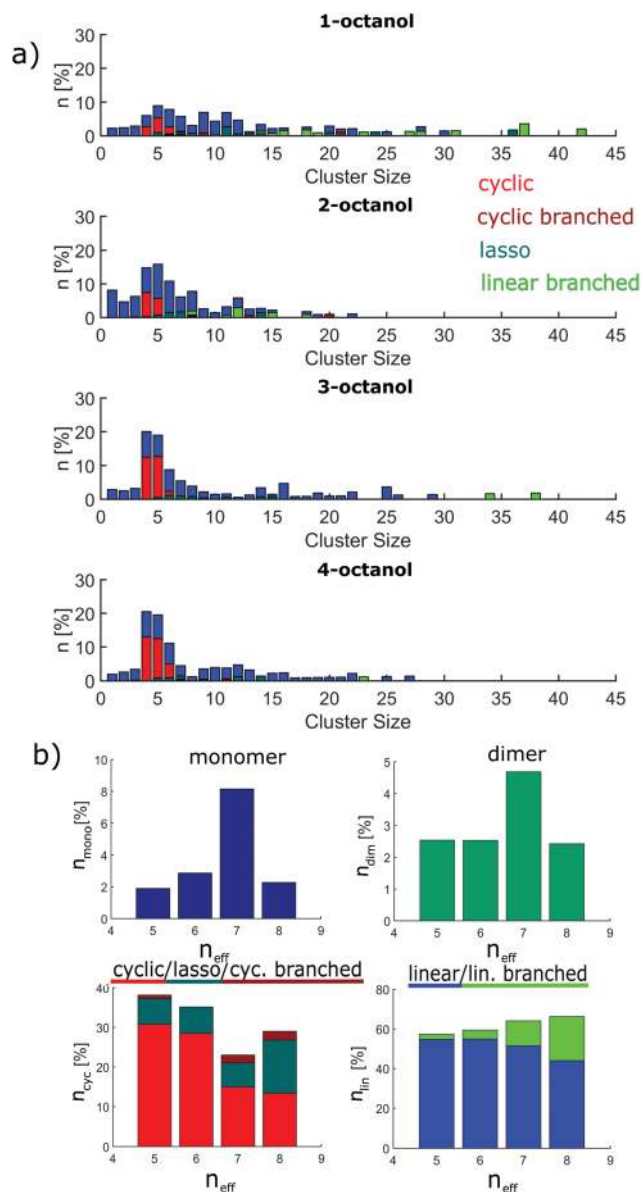 a)
1-octanol
n [%]
30
20
10
0
0 5 10 15 20 25 30 35 40 45
Cluster Size
cyclic
cyclic branched
lasso
linear branched
2-octanol
n [%]
30
20
10
0
0 5 10 15 20 25 30 35 40 45
Cluster Size
3-octanol
n [%]
30
20
10
0
0 5 10 15 20 25 30 35 40 45
Cluster Size
4-octanol
n [%]
30
20
10
0
0 5 10 15 20 25 30 35 40 45
Cluster Size
b)
monomer
n_mono [%]
10
8
6
4
2
0
4 5 6 7 8 9
n_eff
dimer
n_dim [%]
5
4
3
2
1
0
4 5 6 7 8 9
n_eff
cyclic/lasso/cyc. branched
n_cyc [%]
40
30
20
10
0
4 5 6 7 8 9
n_eff
linear/lin. branched
n_lin [%]
80
60
40
20
0
4 5 6 7 8 9
n_eff